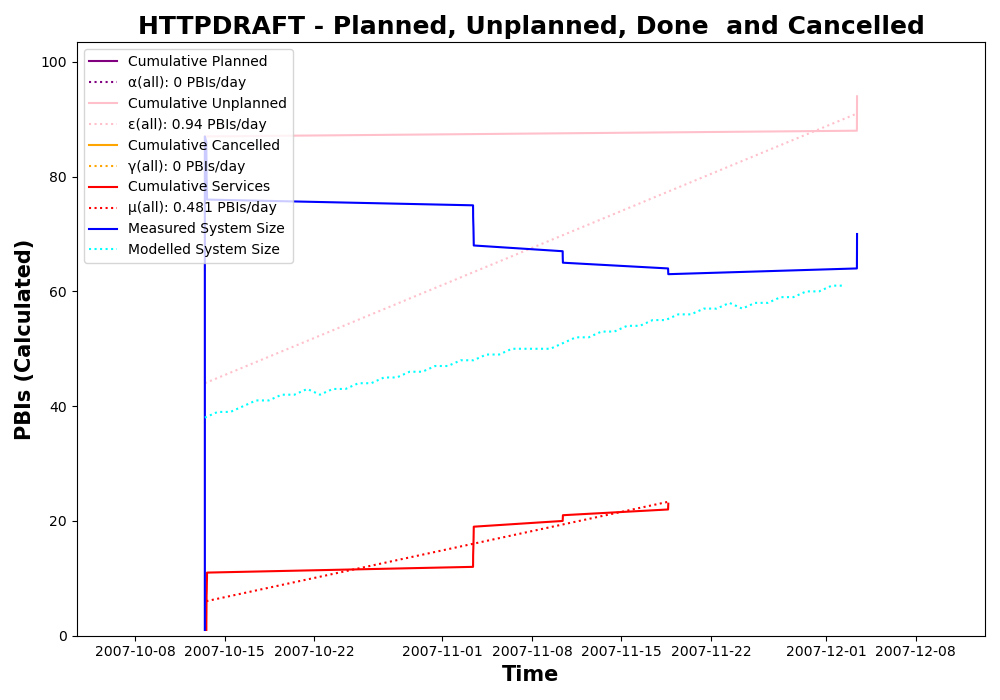 HTTPDRAFT - Planned, Unplanned, Done  and Cancelled
PBIs (Calculated)
100
80
60
40
20
0
Cumulative Planned
α(all): 0 PBIs/day
Cumulative Unplanned
ε(all): 0.94 PBIs/day
Cumulative Cancelled
γ(all): 0 PBIs/day
Cumulative Services
μ(all): 0.481 PBIs/day
Measured System Size
Modelled System Size
2007-10-08 2007-10-15 2007-10-22 2007-11-01 2007-11-08 2007-11-15 2007-11-22 2007-12-01 2007-12-08
Time